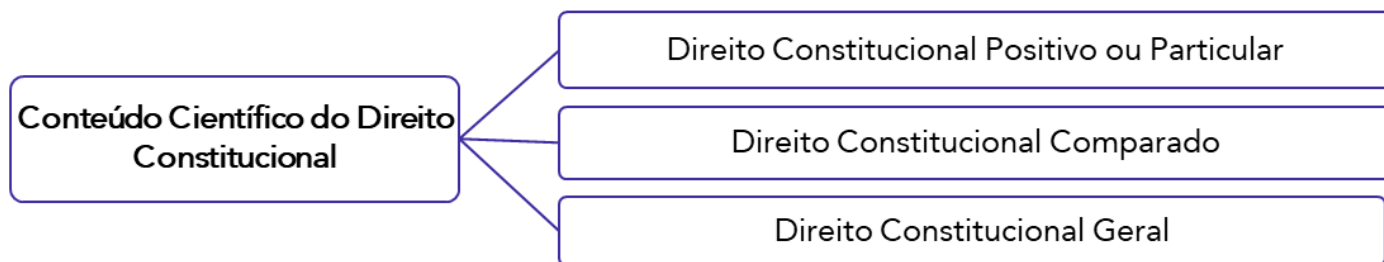 Conteúdo Científico do Direito
Constitucional
Direito Constitucional Positivo ou Particular
Direito Constitucional Comparado
Direito Constitucional Geral